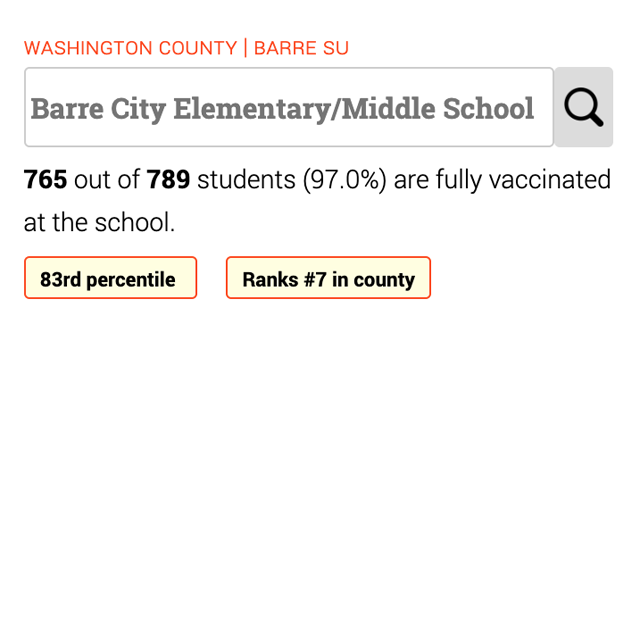 WASHINGTON COUNTY | BARRE SU
Barre City Elementary/Middle School
765 out of 789 students (97.0%) are fully vaccinated
at the school.
83rd percentile
Ranks #7 in county